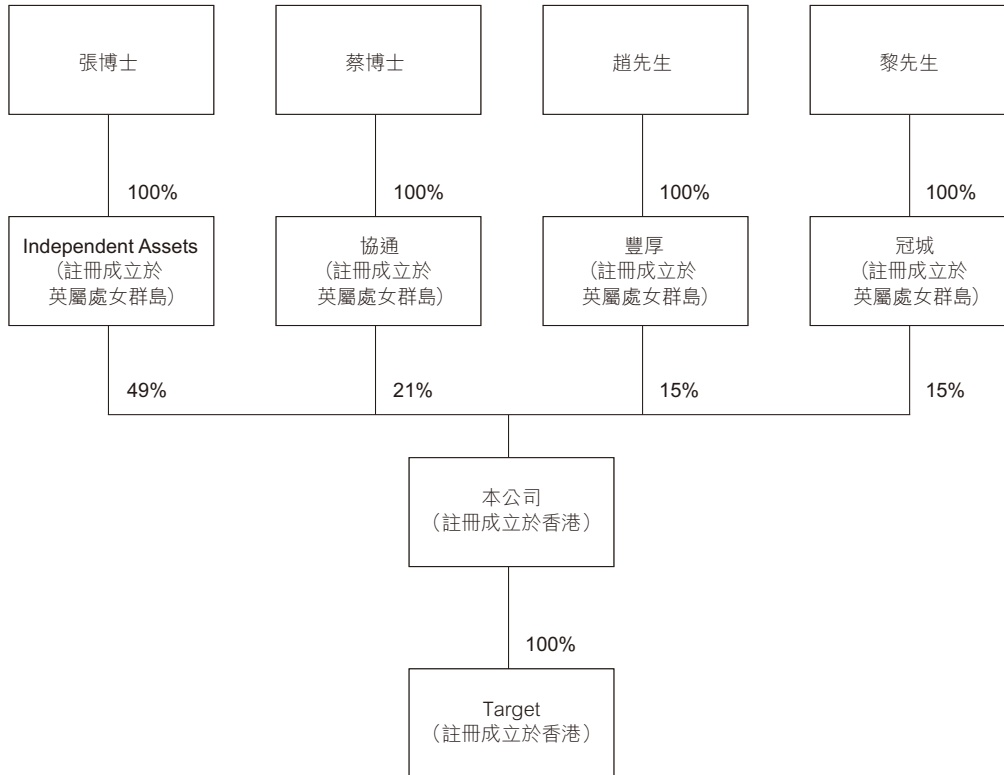 張博士
蔡博士
趙先生
黎先生
100%
100%
100%
100%
Independent Assets
(註冊成立於
英屬處女群島)
協通
(註冊成立於
英屬處女群島)
豐厚
(註冊成立於
英屬處女群島)
冠城
(註冊成立於
英屬處女群島)
49%
21%
15%
15%
本公司
(註冊成立於香港)
100%
Target
(註冊成立於香港)